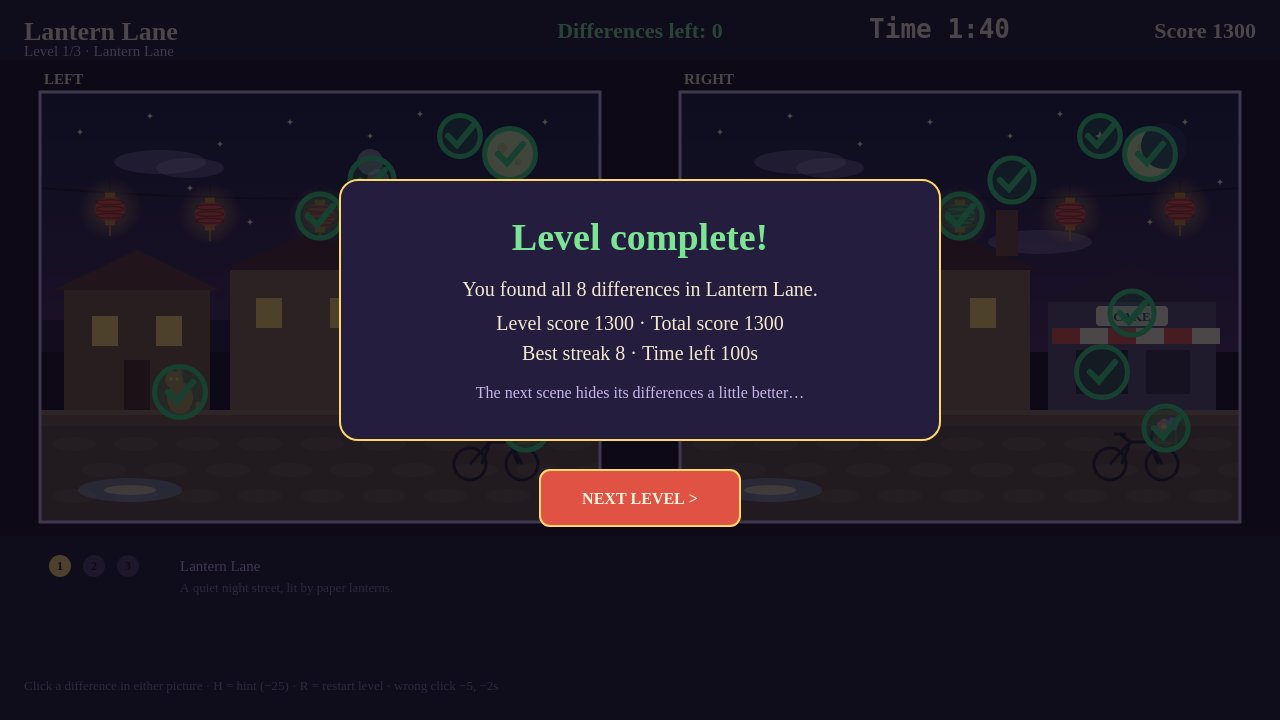 Lantern Lane
Level 1/3 · Lantern Lane
Differences left: 0
Time 1:40
Score 1300
LEFT
RIGHT
CAKE
Level complete!
You found all 8 differences in Lantern Lane.
Level score 1300 · Total score 1300
Best streak 8 · Time left 100s
The next scene hides its differences a little better…
NEXT LEVEL >
1 2 3
Lantern Lane
A quiet night street, lit by paper lanterns.
Click a difference in either picture · H = hint (−25) · R = restart level · wrong click −5, −2s